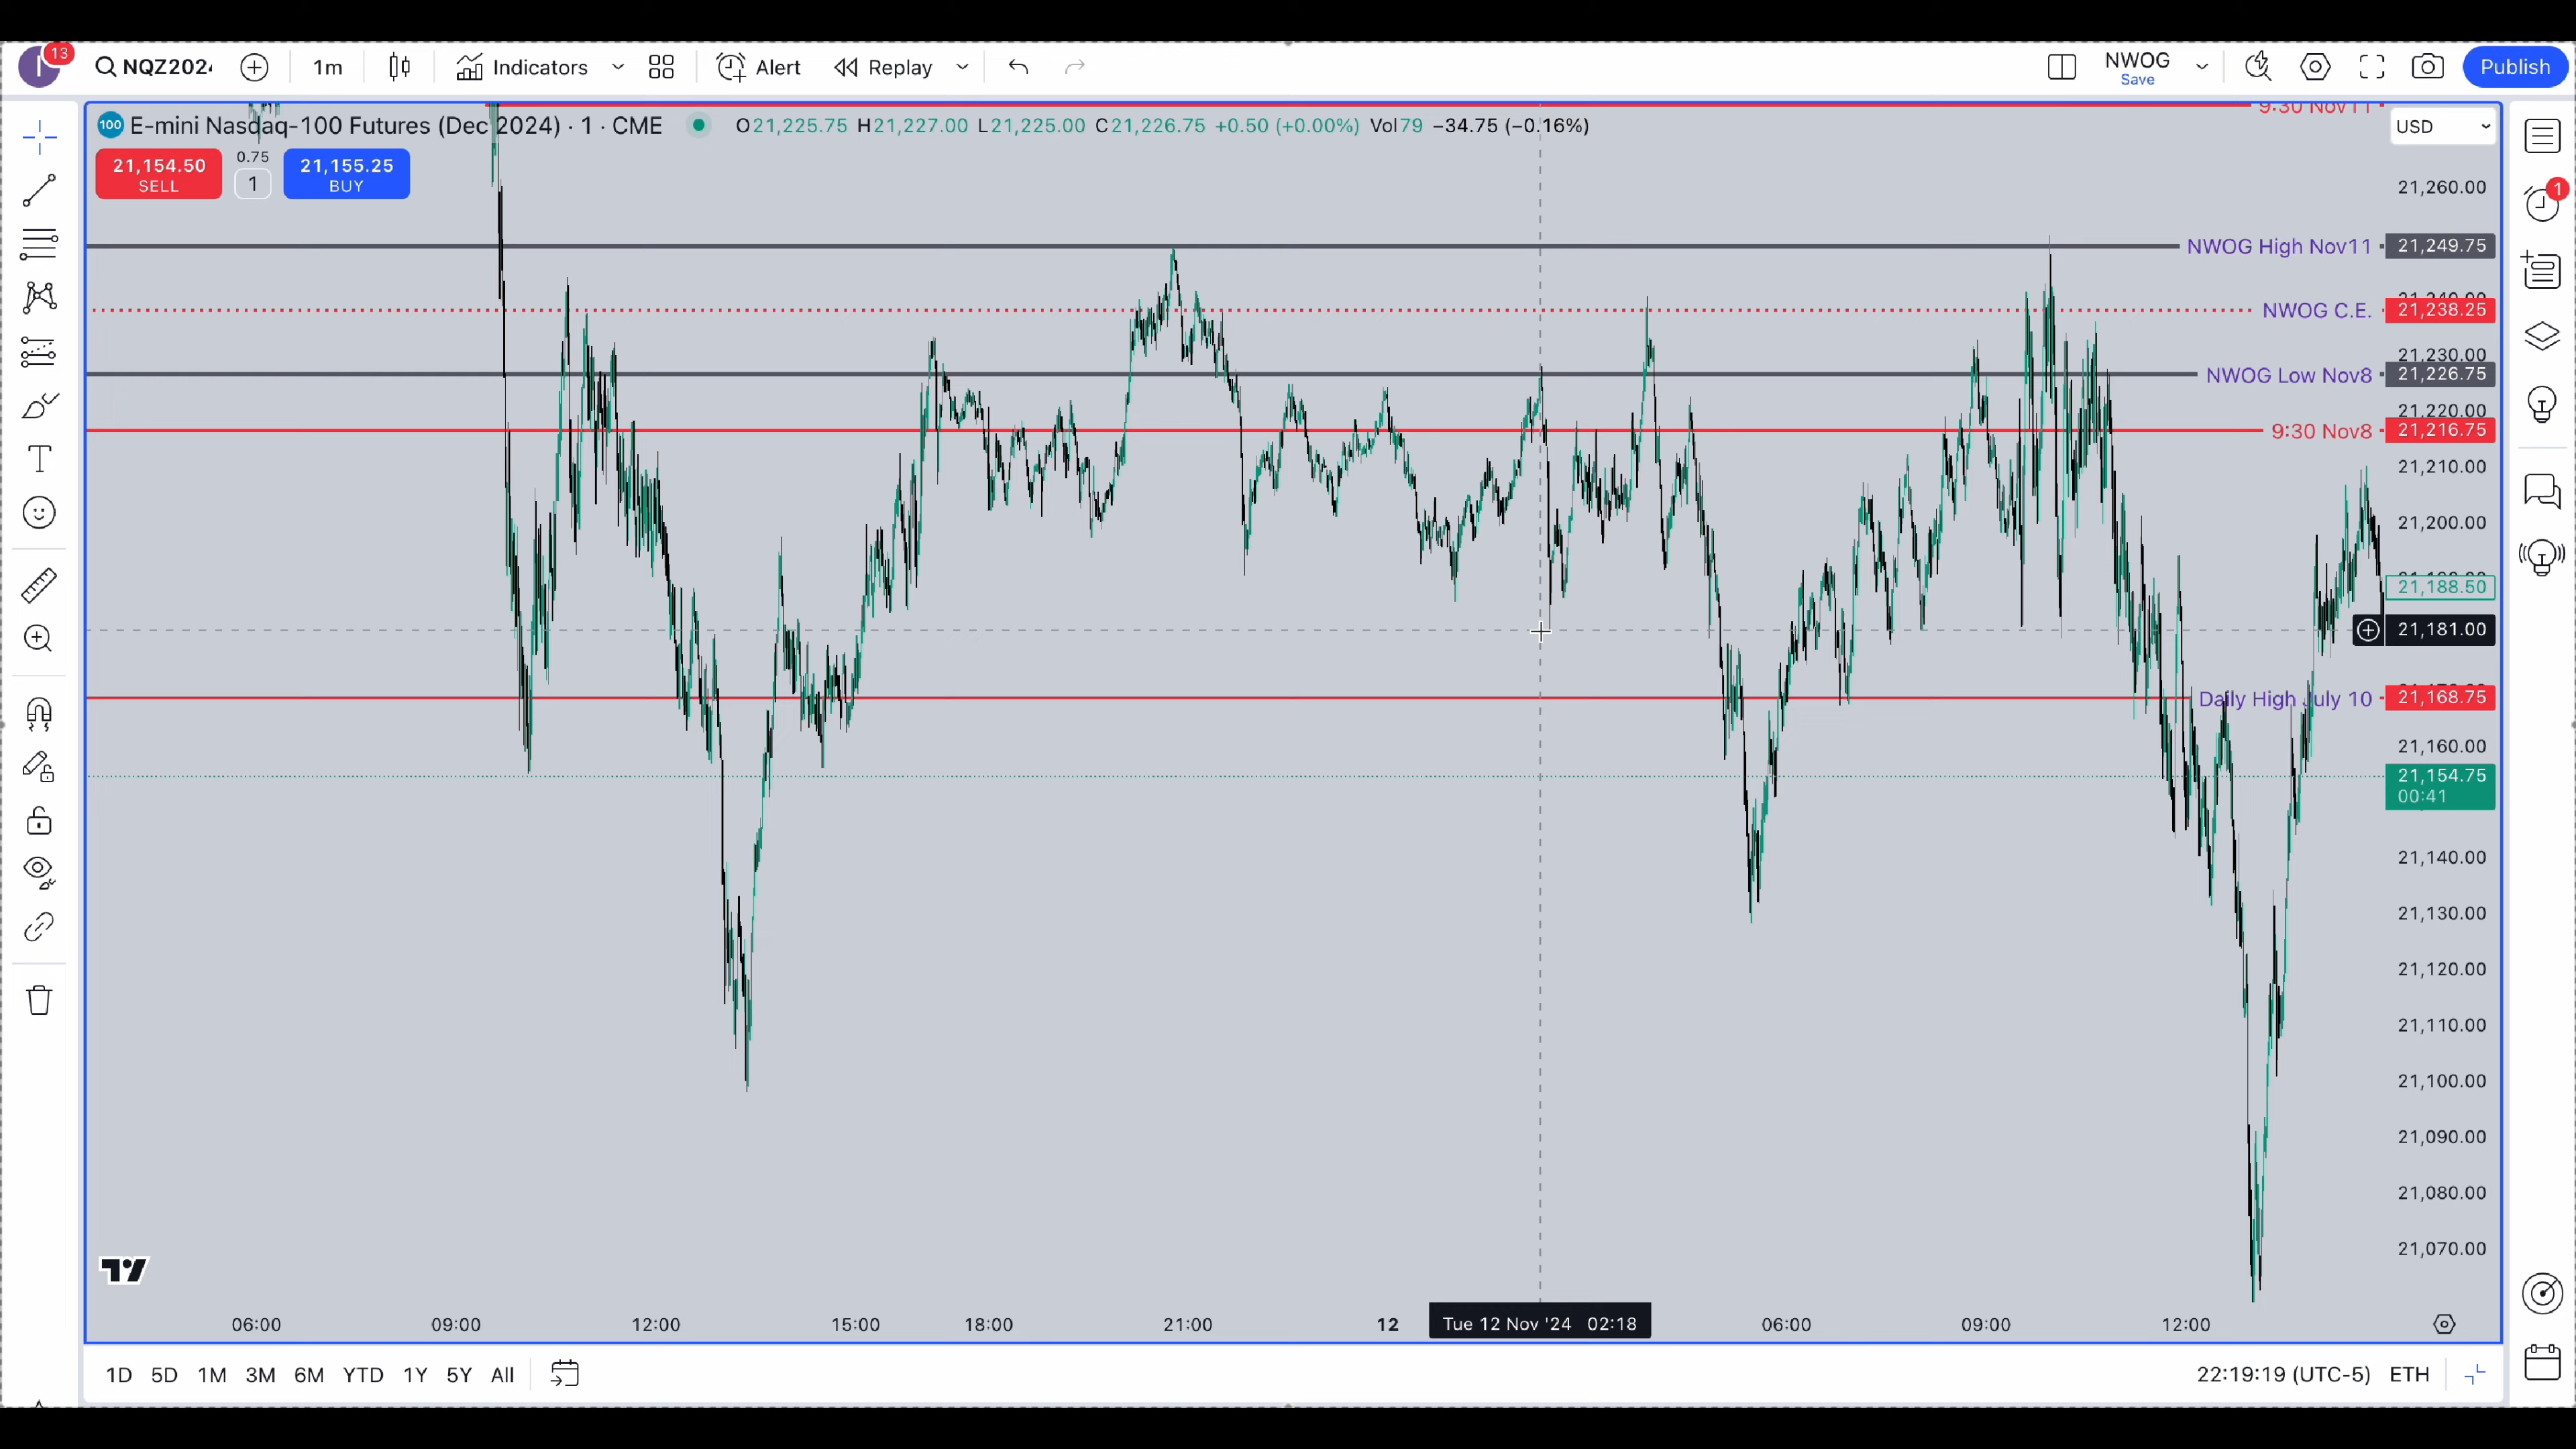 13
NQZ202
1m
Indicators
Alert
Replay
NWOG
Save
Publish
9:30 Nov11
100 E-mini Nasdaq-100 Futures (Dec 2024) · 1 · CME
O21,225.75 H21,227.00 L21,225.00 C21,226.75 +0.50 (+0.00%) Vol79 −34.75 (−0.16%)
USD
21,154.50
SELL
0.75
1
21,155.25
BUY
21,260.00
1
NWOG High Nov11 21,249.75
NWOG C.E. 21,238.25
21,230.00
NWOG Low Nov8 21,226.75
21,220.00
9:30 Nov8 21,216.75
21,210.00
21,200.00
21,188.50
21,181.00
Daily High July 10 21,168.75
21,160.00
21,154.75
00:41
21,140.00
21,130.00
21,120.00
21,110.00
21,100.00
21,090.00
21,080.00
21,070.00
06:00 09:00 12:00 15:00 18:00 21:00 12 Tue 12 Nov '24 02:18 06:00 09:00 12:00
1D 5D 1M 3M 6M YTD 1Y 5Y All
22:19:19 (UTC-5) ETH